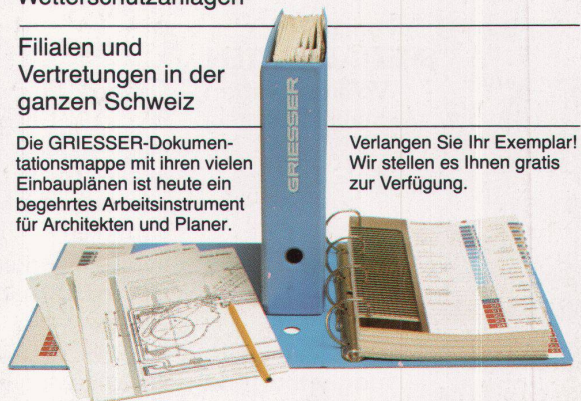 Wetterschutzanlagen
Filialen und
Vertretungen in der
ganzen Schweiz
Die GRIESSER-Dokumen-
tationsmappe mit ihren vielen
Einbauplänen ist heute ein
begehrtes Arbeitsinstrument
für Architekten und Planer.
GRIESSER
Verlangen Sie Ihr Exemplar!
Wir stellen es Ihnen gratis
zur Verfügung.